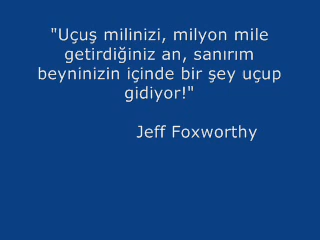 "Uçuş milinizi, milyon mile
getirdiğiniz an, sanırım
beyninizin içinde bir şey uçup
gidiyor!"
Jeff Foxworthy